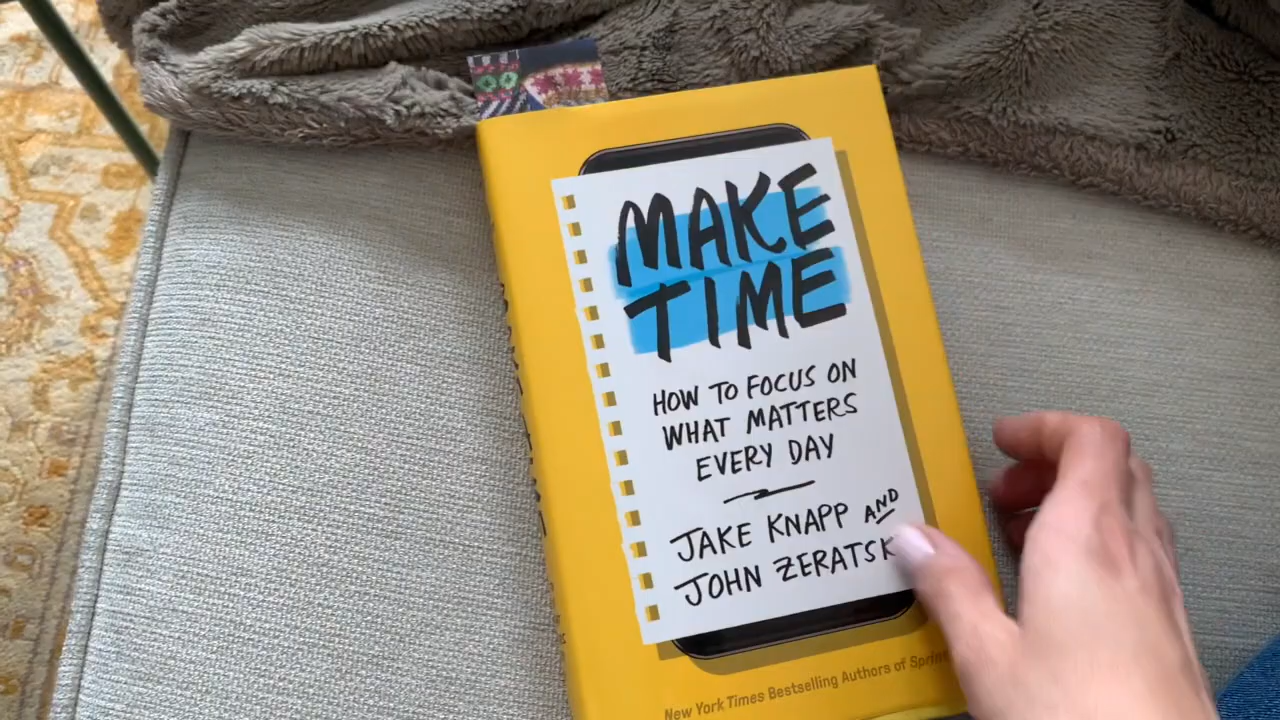 MAKE
TIME
HOW TO FOCUS ON
WHAT MATTERS
EVERY DAY
JAKE KNAPP AND
JOHN ZERATSK
New York Times Bestselling Authors of Sprint